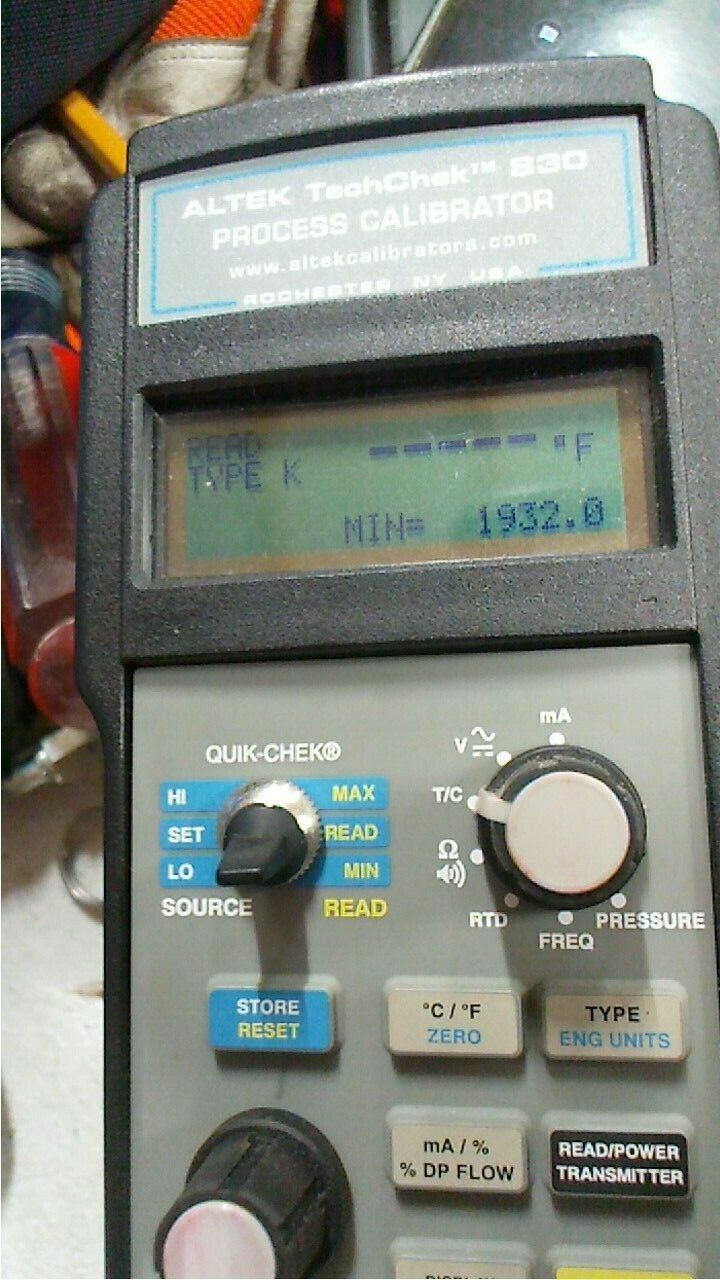 ALTEK TechChek™ 830
PROCESS CALIBRATOR
www.altekcalibrators.com
ROCHESTER NY USA
READ ------.°F
TYPE K
MIN= 1932.0
QUIK-CHEK®
HI MAX
SET READ
LO MIN
SOURCE READ
mA
V
T/C
Ω
RTD
FREQ
PRESSURE
STORE
RESET
°C / °F
ZERO
TYPE
ENG UNITS
mA / %
% DP FLOW
READ/POWER
TRANSMITTER